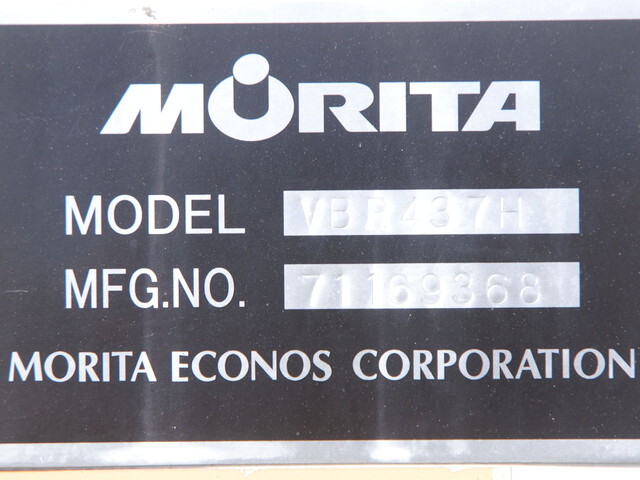 MORITA
MODEL VBR437H
MFG.NO. 71169368
MORITA ECONOS CORPORATION